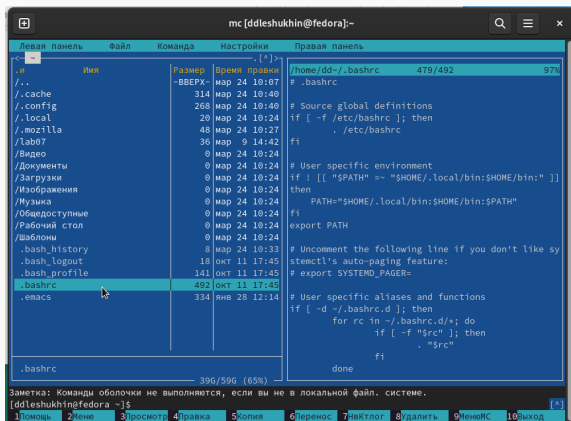 mc [ddleshukhin@fedora]:~
Левая панель Файл Команда Настройки Правая панель
<─ ~ .[^]>
.и Имя Размер Время правки
/.. -ВВЕРХ- мар 24 10:07
/.cache 314 мар 24 10:40
/.config 268 мар 24 10:40
/.local 20 мар 24 10:24
/.mozilla 48 мар 24 10:27
/lab07 36 мар 9 14:42
/Видео 0 мар 24 10:24
/Документы 0 мар 24 10:24
/Загрузки 0 мар 24 10:24
/Изображения 0 мар 24 10:24
/Музыка 0 мар 24 10:24
/Общедоступные 0 мар 24 10:24
/Рабочий стол 0 мар 24 10:24
/Шаблоны 0 мар 24 10:24
.bash_history 8 мар 24 10:33
.bash_logout 18 окт 11 17:45
.bash_profile 141 окт 11 17:45
.bashrc 492 окт 11 17:45
.emacs 334 янв 28 12:14
.bashrc
39G/59G (65%)
/home/dd~/.bashrc 479/492 97%
# .bashrc
# Source global definitions
if [ -f /etc/bashrc ]; then
. /etc/bashrc
fi
# User specific environment
if ! [[ "$PATH" =~ "$HOME/.local/bin:$HOME/bin:" ]]
then
PATH="$HOME/.local/bin:$HOME/bin:$PATH"
fi
export PATH
# Uncomment the following line if you don't like sy
stemctl's auto-paging feature:
# export SYSTEMD_PAGER=
# User specific aliases and functions
if [ -d ~/.bashrc.d ]; then
for rc in ~/.bashrc.d/*; do
if [ -f "$rc" ]; then
. "$rc"
fi
done
Заметка: Команды оболочки не выполняются, если вы не в локальной файл. системе.
[ddleshukhin@fedora ~]$ [^]
1Помощь 2Меню 3Просмотр 4Правка 5Копия 6Перенос 7НвКтлог 8Удалить 9МенюMC 10Выход